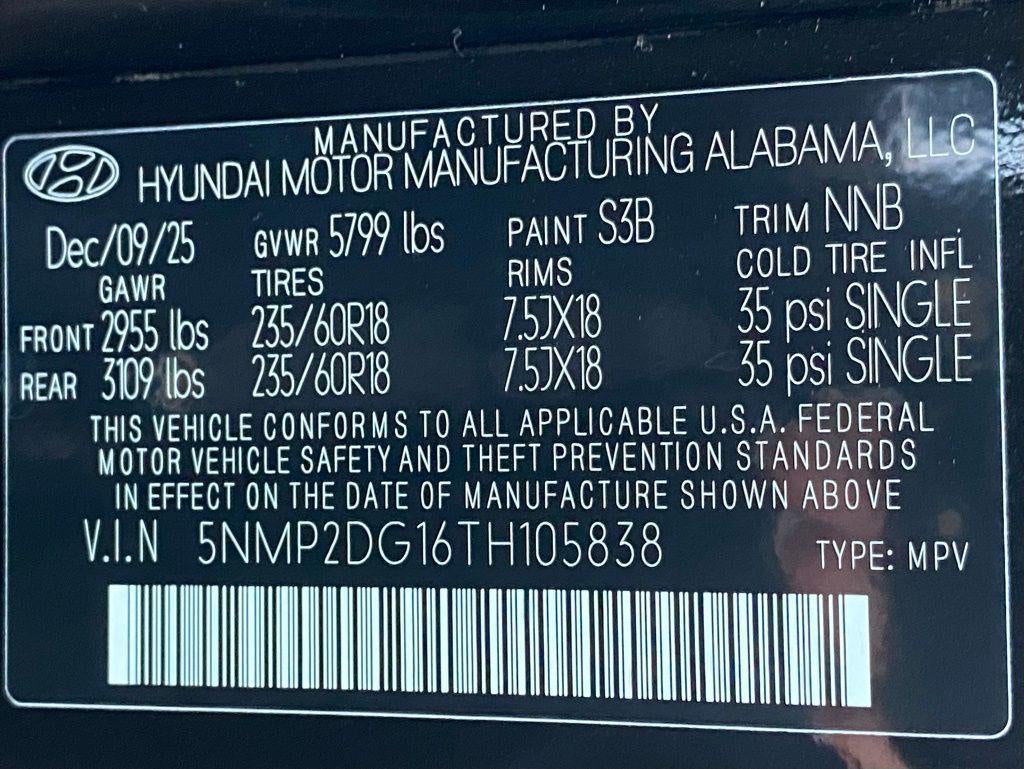 MANUFACTURED BY
HYUNDAI MOTOR MANUFACTURING ALABAMA, LLC
Dec/09/25 GVWR 5799 lbs PAINT S3B TRIM NNB
GAWR TIRES RIMS COLD TIRE INFL
FRONT 2955 lbs 235/60R18 7.5JX18 35 psi SINGLE
REAR 3109 lbs 235/60R18 7.5JX18 35 psi SINGLE
THIS VEHICLE CONFORMS TO ALL APPLICABLE U.S.A. FEDERAL
MOTOR VEHICLE SAFETY AND THEFT PREVENTION STANDARDS
IN EFFECT ON THE DATE OF MANUFACTURE SHOWN ABOVE
V.I.N 5NMP2DG16TH105838 TYPE: MPV